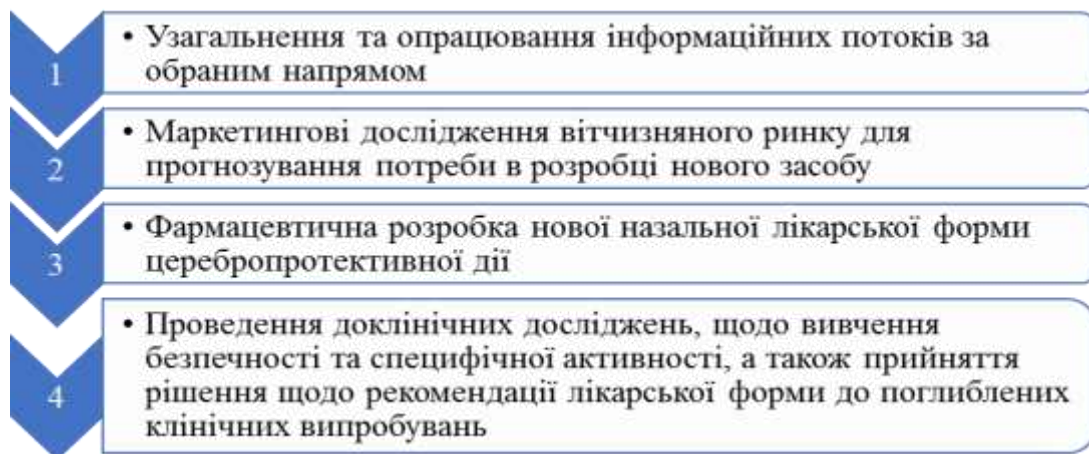 1
• Узагальнення та опрацювання інформаційних потоків за
обраним напрямом
2
• Маркетингові дослідження вітчизняного ринку для
прогнозування потреби в розробці нового засобу
3
• Фармацевтична розробка нової назальної лікарської форми
церебропротективної дії
4
• Проведення доклінічних досліджень, щодо вивчення
безпечності та специфічної активності, а також прийняття
рішення щодо рекомендації лікарської форми до поглиблених
клінічних випробувань